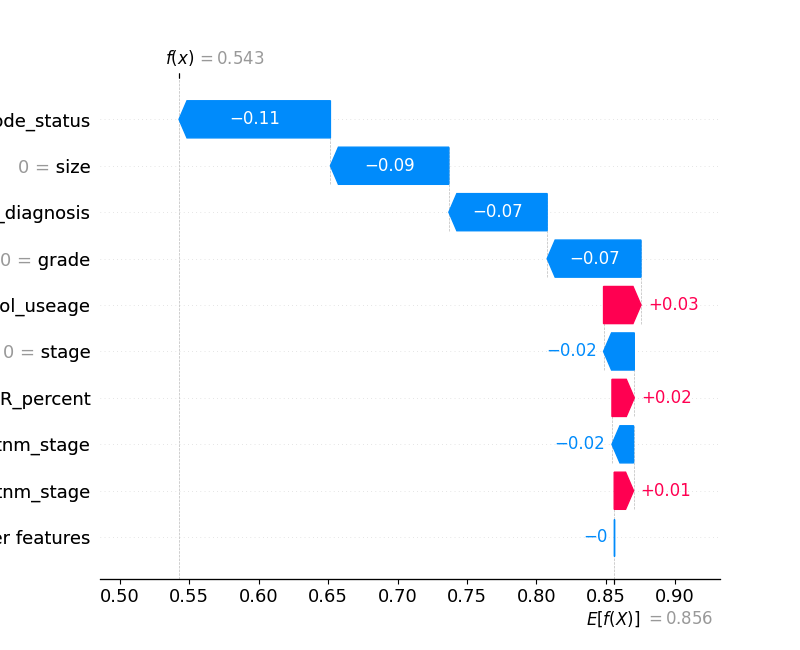 f(x) = 0.543
ode_status
−0.11
0 = size
−0.09
_diagnosis
−0.07
0 = grade
−0.07
ol_useage
+0.03
0 = stage
−0.02
R_percent
+0.02
tnm_stage
−0.02
tnm_stage
+0.01
er features
−0
0.50 0.55 0.60 0.65 0.70 0.75 0.80 0.85 0.90
E[f(X)] = 0.856